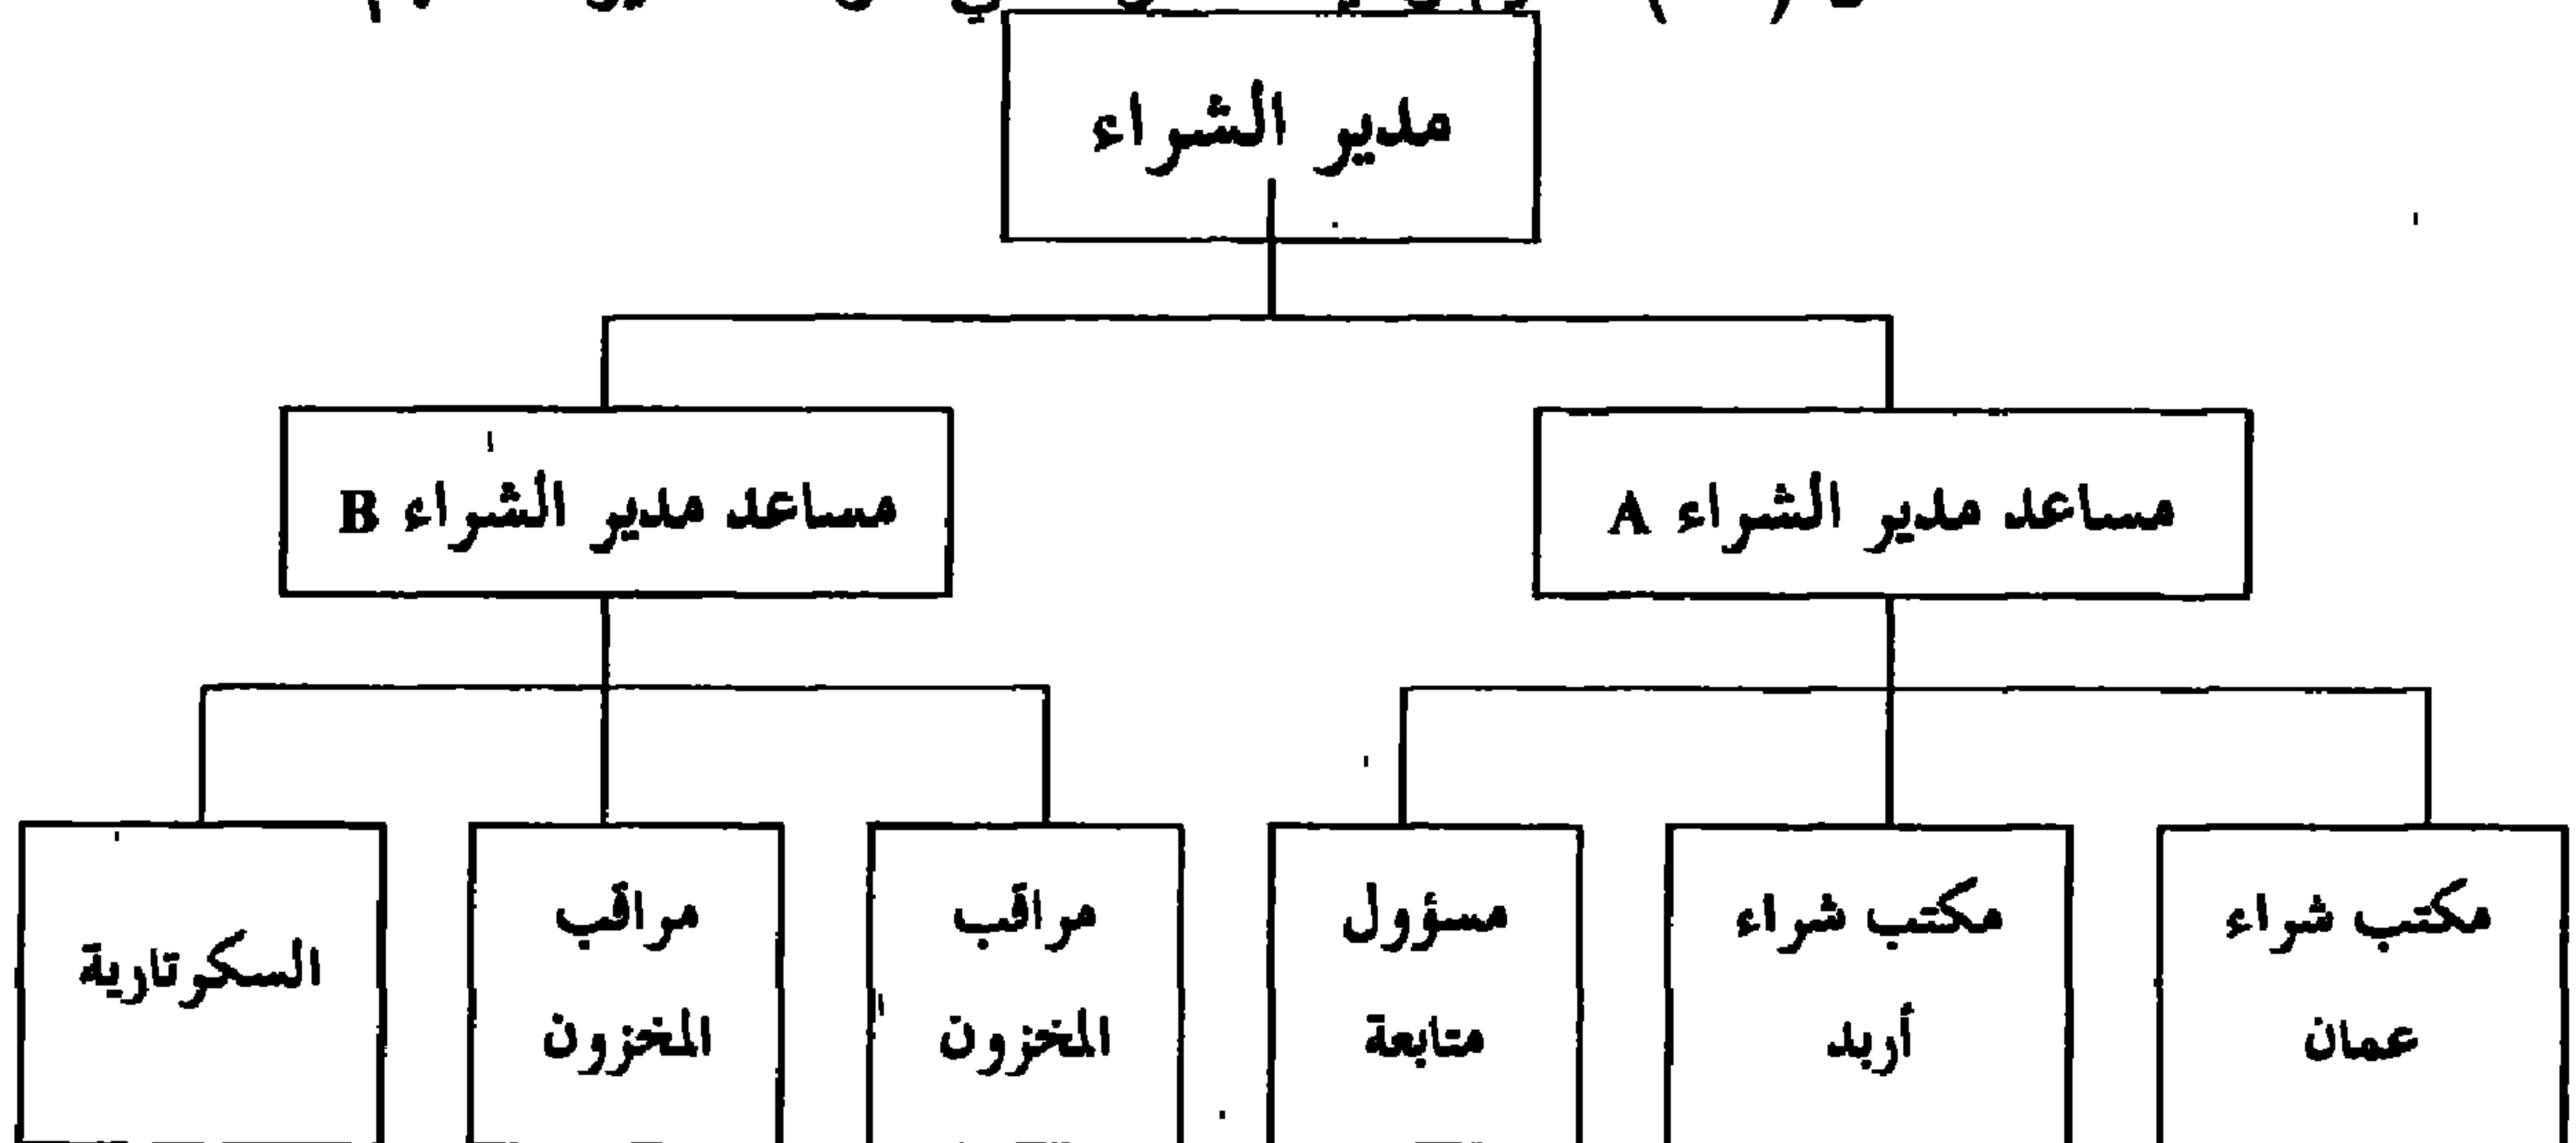 مدير الشراء
مساعد مدير الشراء A
مساعد مدير الشراء B
مكتب شراء
عمان
مكتب شراء
أربد
مسؤول
متابعة
مراقب
المخزون
مراقب
المخزون
السكرتارية